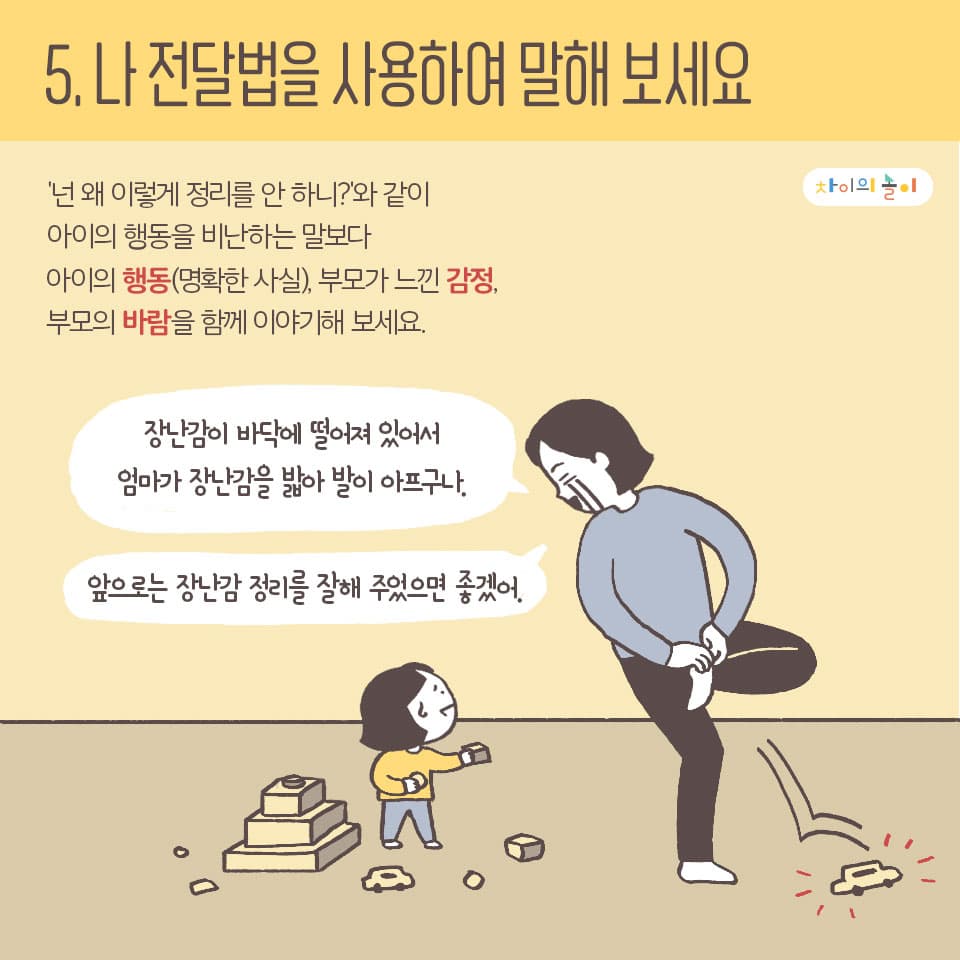 5. 나 전달법을 사용하여 말해 보세요
차이의 놀이
'넌 왜 이렇게 정리를 안 하니?'와 같이
아이의 행동을 비난하는 말보다
아이의 행동(명확한 사실), 부모가 느낀 감정,
부모의 바람을 함께 이야기해 보세요.
장난감이 바닥에 떨어져 있어서
엄마가 장난감을 밟아 발이 아프구나.
앞으로는 장난감 정리를 잘해 주었으면 좋겠어.